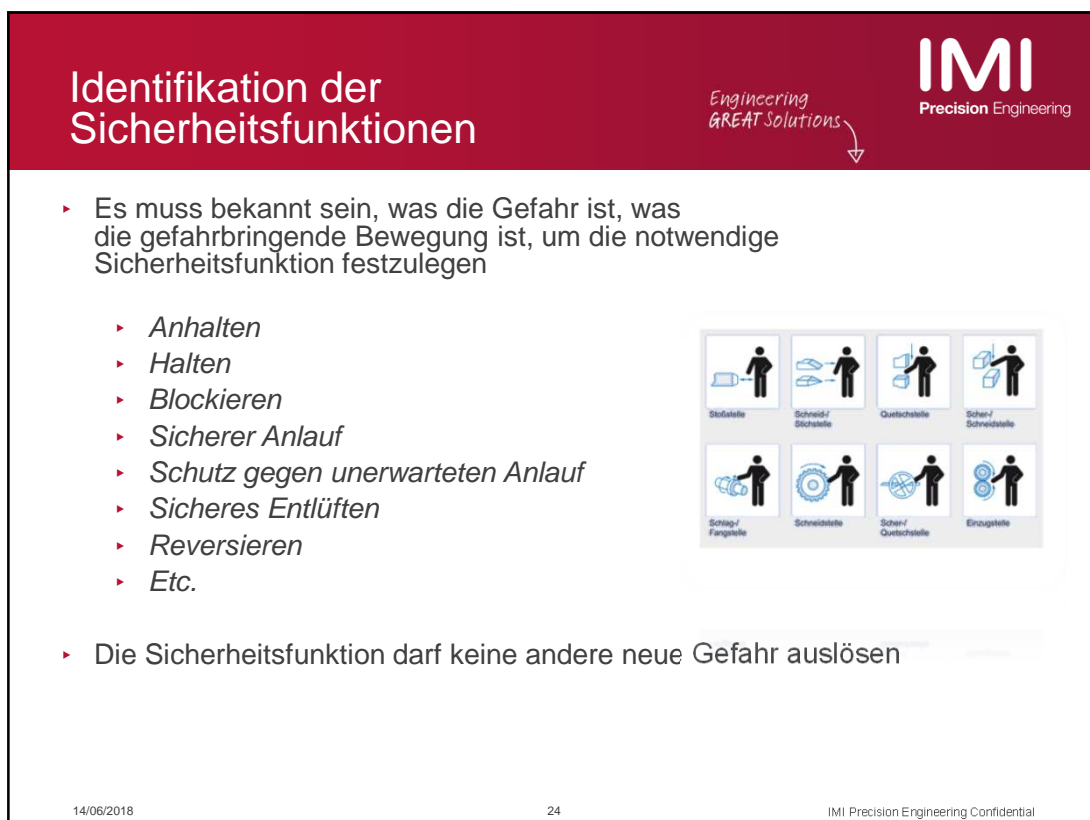 Identifikation der
Sicherheitsfunktionen
Engineering
GREAT Solutions
IMI
Precision Engineering
‣ Es muss bekannt sein, was die Gefahr ist, was
die gefahrbringende Bewegung ist, um die notwendige
Sicherheitsfunktion festzulegen
‣ Anhalten
‣ Halten
‣ Blockieren
‣ Sicherer Anlauf
‣ Schutz gegen unerwarteten Anlauf
‣ Sicheres Entlüften
‣ Reversieren
‣ Etc.
Stoßstelle
Schneid-/
Stichstelle
Quetschstelle
Scher-/
Schneidstelle
Schlag-/
Fangstelle
Schneidstelle
Scher-/
Quetschstelle
Einzugstelle
‣ Die Sicherheitsfunktion darf keine andere neue Gefahr auslösen
14/06/2018
24
IMI Precision Engineering Confidential